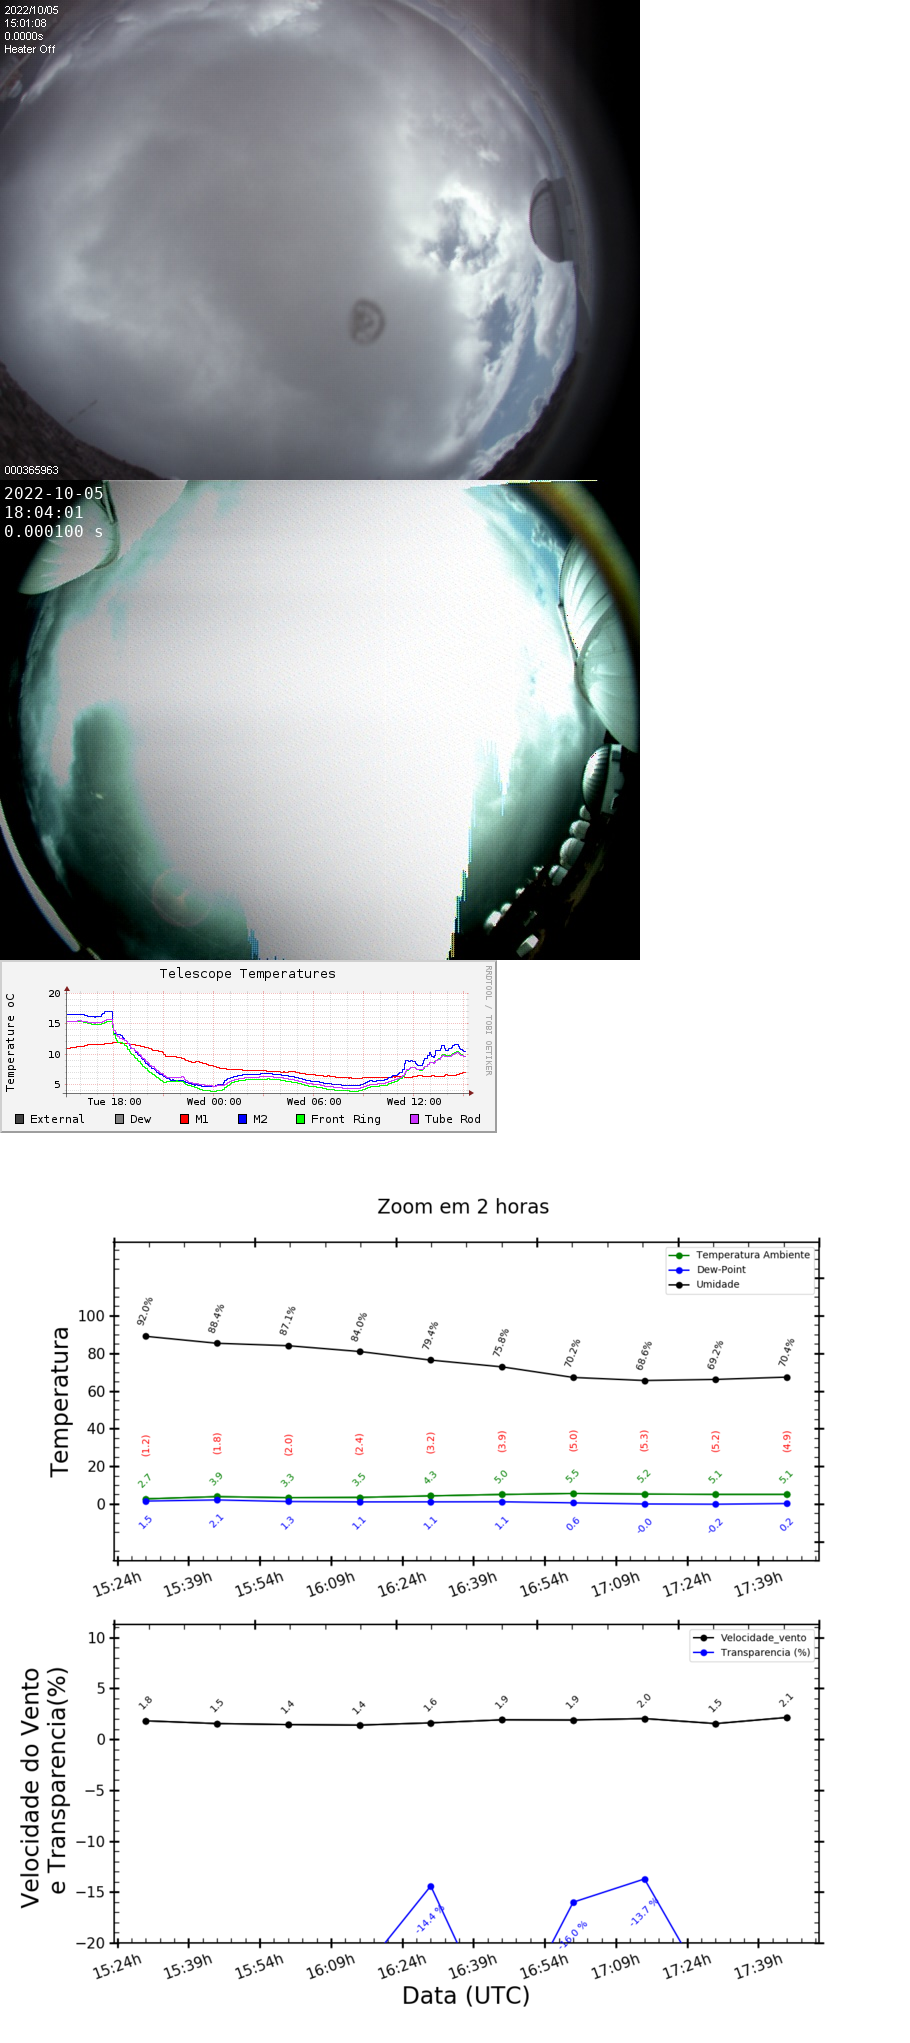 2022/10/05
15:01:08
0.0000s
Heater Off
000365963
2022-10-05
18:04:01
0.000100 s
Telescope Temperatures
RRDTOOL / TOBI OETIKER
Temperature oC
20
15
10
5
Tue 18:00 Wed 00:00 Wed 06:00 Wed 12:00
External Dew M1 M2 Front Ring Tube Rod
Zoom em 2 horas
Temperatura Ambiente
Dew-Point
Umidade
Temperatura
100
80
60
40
20
0
92.0% 88.4% 87.1% 84.0% 79.4% 75.8% 70.2% 68.6% 69.2% 70.4%
(1.2) (1.8) (2.0) (2.4) (3.2) (3.9) (5.0) (5.3) (5.2) (4.9)
2.7 3.9 3.3 3.5 4.3 5.0 5.5 5.2 5.1 5.1
1.5 2.1 1.3 1.1 1.1 1.1 0.6 -0.0 -0.2 0.2
15:24h 15:39h 15:54h 16:09h 16:24h 16:39h 16:54h 17:09h 17:24h 17:39h
Velocidade_vento
Transparencia (%)
Velocidade do Vento
e Transparencia(%)
10
5
0
−5
−10
−15
−20
1.8 1.5 1.4 1.4 1.6 1.9 1.9 2.0 1.5 2.1
-14.4 % -16.0 % -13.7 %
15:24h 15:39h 15:54h 16:09h 16:24h 16:39h 16:54h 17:09h 17:24h 17:39h
Data (UTC)